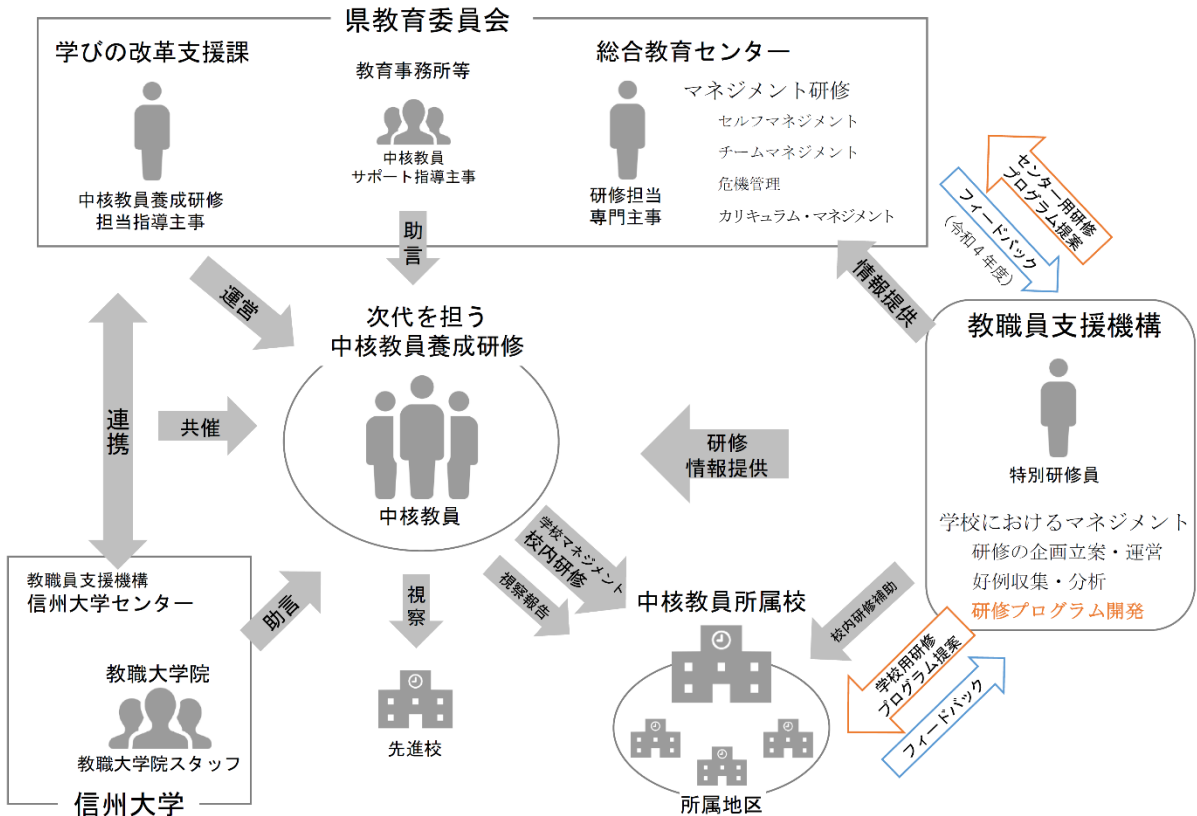 県教育委員会
学びの改革支援課
中核教員養成研修
担当指導主事
教育事務所等
中核教員
サポート指導主事
総合教育センター
研修担当
専門主事
マネジメント研修
セルフマネジメント
チームマネジメント
危機管理
カリキュラム・マネジメント
センター用研修
プログラム提案
フィードバック
(令和4年度)
助言
運営
情報提供
次代を担う
中核教員養成研修
中核教員
連携
共催
研修
情報提供
教職員支援機構
特別研修員
学校におけるマネジメント
研修の企画立案・運営
好例収集・分析
研修プログラム開発
教職員支援機構
信州大学センター
教職大学院
教職大学院スタッフ
信州大学
助言
視察
先進校
学校マネジメント
校内研修
視察報告
中核教員所属校
所属地区
校内研修補助
学校用研修
プログラム提案
フィードバック